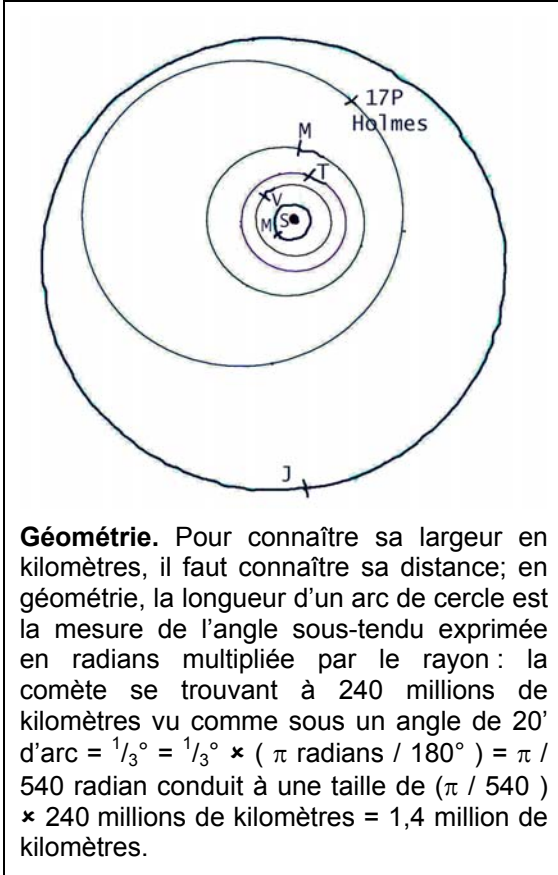 17P
Holmes
M
T
V
M S
J
Géométrie. Pour connaître sa largeur en
kilomètres, il faut connaître sa distance; en
géométrie, la longueur d’un arc de cercle est
la mesure de l’angle sous-tendu exprimée
en radians multipliée par le rayon : la
comète se trouvant à 240 millions de
kilomètres vu comme sous un angle de 20’
d’arc = ¹/₃° = ¹/₃° × ( π radians / 180° ) = π /
540 radian conduit à une taille de (π / 540 )
× 240 millions de kilomètres = 1,4 million de
kilomètres.